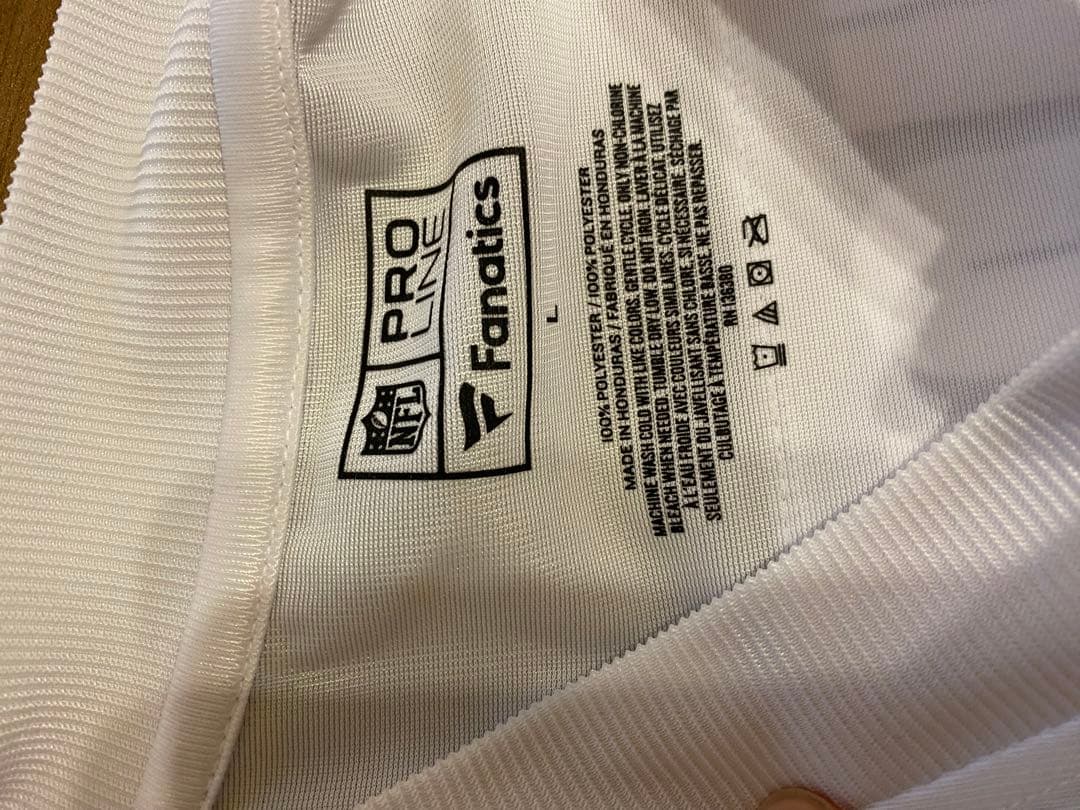 NFL
PRO
LINE
Fanatics
L
100% POLYESTER / 100% POLYESTER
MADE IN HONDURAS / FABRIQUÉ EN HONDURAS
MACHINE WASH COLD WITH LIKE COLORS, GENTLE CYCLE. ONLY NON-CHLORINE
BLEACH WHEN NEEDED. TUMBLE DRY LOW. DO NOT IRON. LAVER À LA MACHINE
À L'EAU FROIDE AVEC COULEURS SIMILAIRES, CYCLE DÉLICAT. UTILISEZ
SEULEMENT DU JAVELLISANT SANS CHLORE, SI NÉCESSAIRE. SÉCHAGE PAR
CULBUTAGE À TEMPÉRATURE BASSE. NE PAS REPASSER.
RN 136380